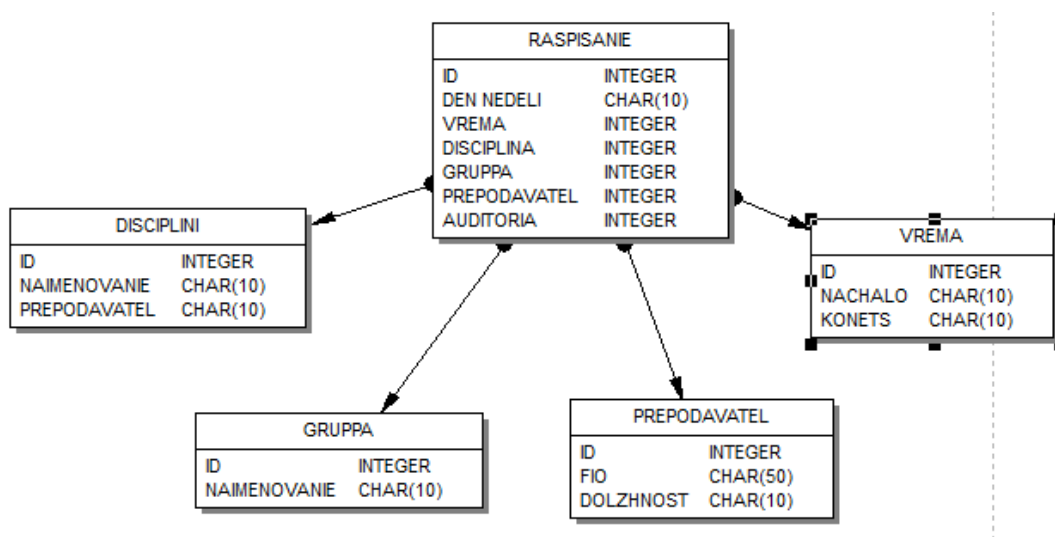 RASPISANIE
ID INTEGER
DEN NEDELI CHAR(10)
VREMA INTEGER
DISCIPLINA INTEGER
GRUPPA INTEGER
PREPODAVATEL INTEGER
AUDITORIA INTEGER
DISCIPLINI
ID INTEGER
NAIMENOVANIE CHAR(10)
PREPODAVATEL CHAR(10)
VREMA
ID INTEGER
NACHALO CHAR(10)
KONETS CHAR(10)
GRUPPA
ID INTEGER
NAIMENOVANIE CHAR(10)
PREPODAVATEL
ID INTEGER
FIO CHAR(50)
DOLZHNOST CHAR(10)